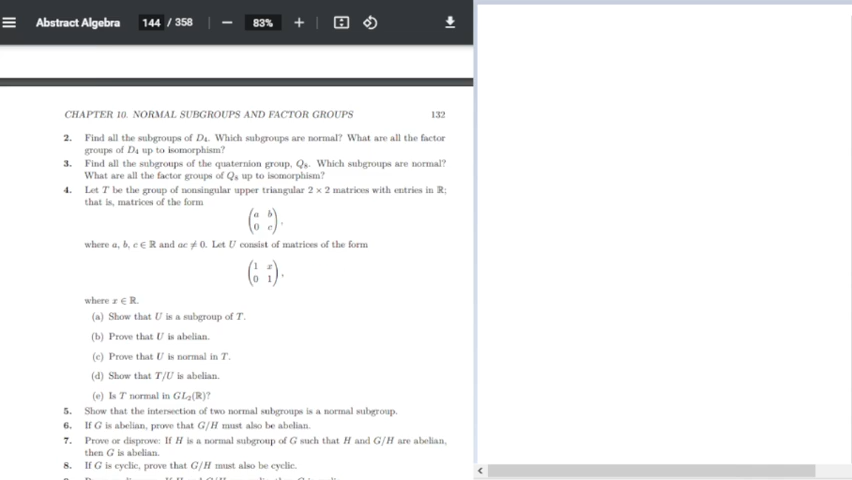 Abstract Algebra 144 / 358 − 83% +
CHAPTER 10. NORMAL SUBGROUPS AND FACTOR GROUPS 132
2. Find all the subgroups of D₄. Which subgroups are normal? What are all the factor
groups of D₄ up to isomorphism?
3. Find all the subgroups of the quaternion group, Q₈. Which subgroups are normal?
What are all the factor groups of Q₈ up to isomorphism?
4. Let T be the group of nonsingular upper triangular 2 × 2 matrices with entries in ℝ;
that is, matrices of the form
(a b
0 c),
where a, b, c ∈ ℝ and ac ≠ 0. Let U consist of matrices of the form
(1 x
0 1),
where x ∈ ℝ.
(a) Show that U is a subgroup of T.
(b) Prove that U is abelian.
(c) Prove that U is normal in T.
(d) Show that T/U is abelian.
(e) Is T normal in GL₂(ℝ)?
5. Show that the intersection of two normal subgroups is a normal subgroup.
6. If G is abelian, prove that G/H must also be abelian.
7. Prove or disprove: If H is a normal subgroup of G such that H and G/H are abelian,
then G is abelian.
8. If G is cyclic, prove that G/H must also be cyclic.